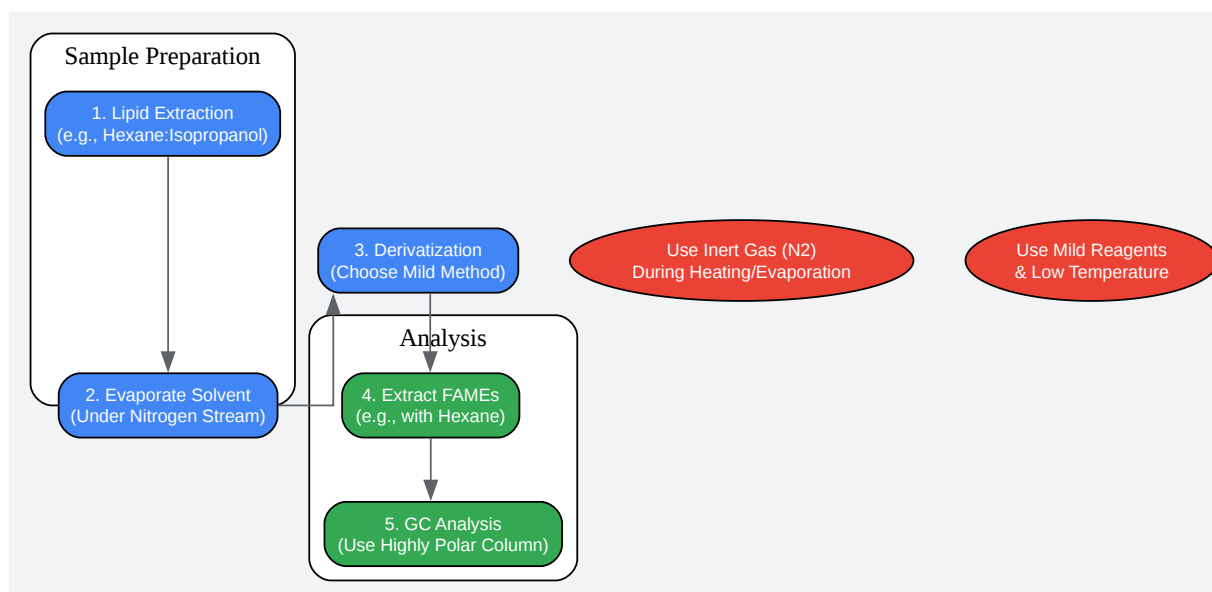 Sample Preparation
1. Lipid Extraction
(e.g., Hexane:Isopropanol)
3. Derivatization
(Choose Mild Method)
Use Inert Gas (N2)
During Heating/Evaporation
Use Mild Reagents
& Low Temperature
Analysis
2. Evaporate Solvent
(Under Nitrogen Stream)
4. Extract FAMEs
(e.g., with Hexane)
5. GC Analysis
(Use Highly Polar Column)